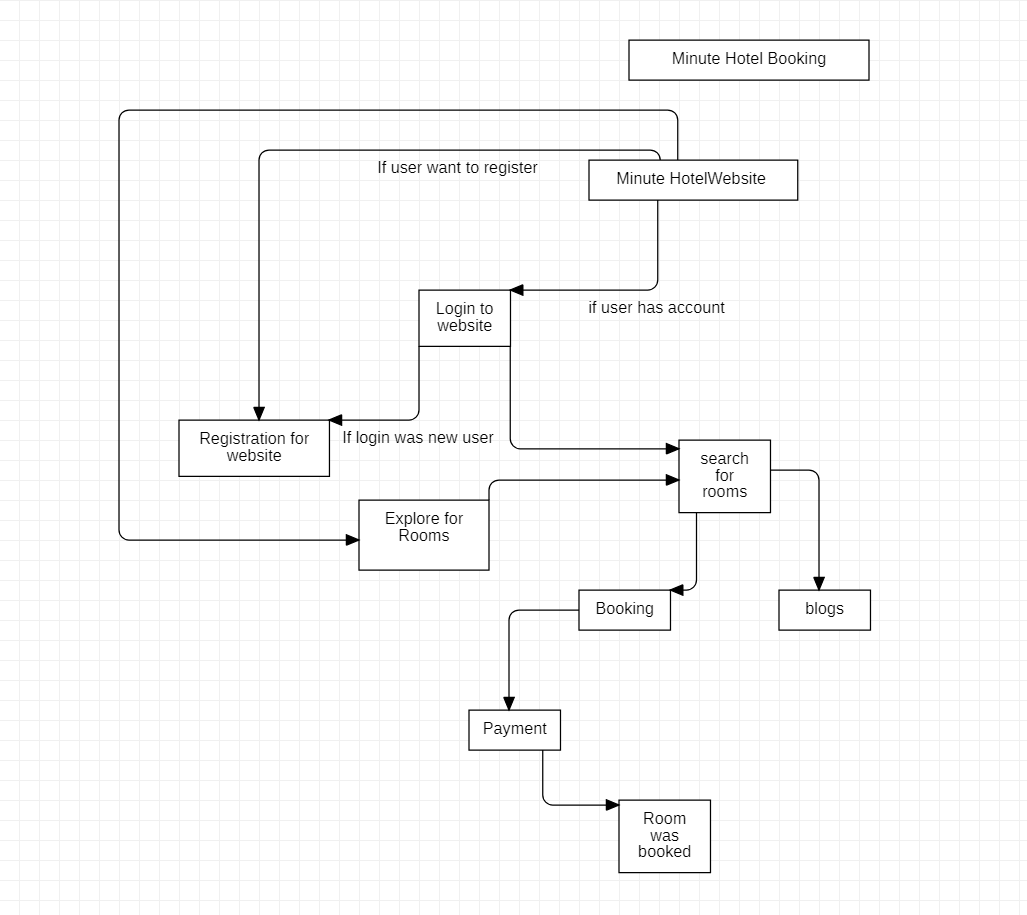 Minute Hotel Booking
If user want to register
Minute HotelWebsite
Login to
website
if user has account
Registration for
website
If login was new user
search
for
rooms
Explore for
Rooms
Booking
blogs
Payment
Room
was
booked